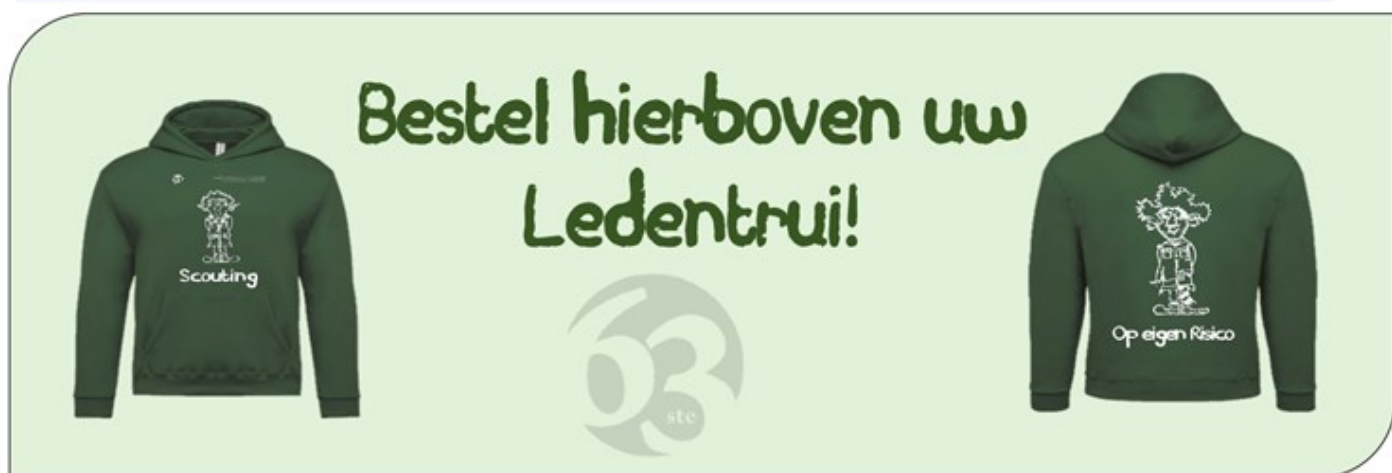 Bestel hierboven uw
Ledentrui!
Scouting
Op eigen Risico
63
ste